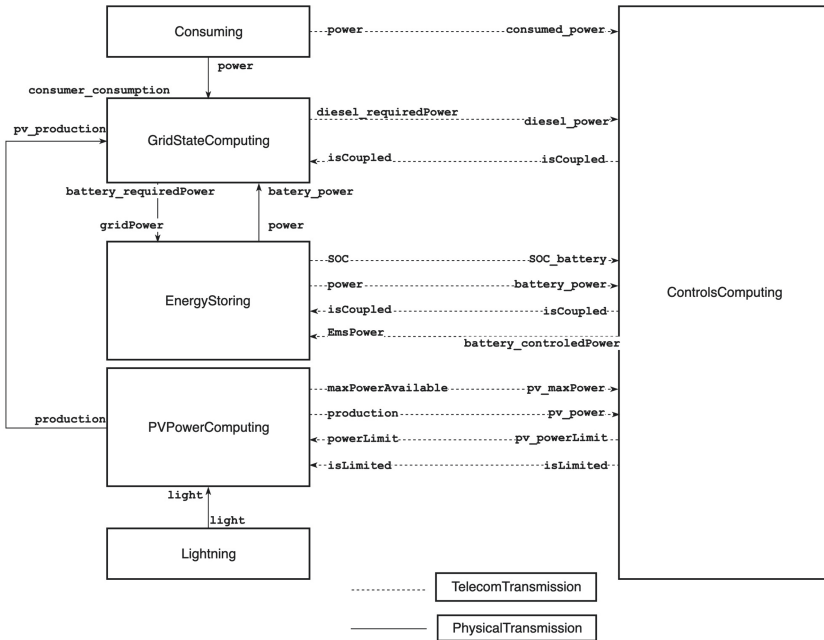 Consuming
power
consumed_power
power
consumer_consumption
diesel_requiredPower
diesel_power
pv_production
GridStateComputing
isCoupled
isCoupled
battery_requiredPower
batery_power
gridPower
power
SOC
SOC_battery
EnergyStoring
power
battery_power
ControlsComputing
isCoupled
isCoupled
EmsPower
battery_controledPower
maxPowerAvailable
pv_maxPower
production
production
pv_power
PVPowerComputing
powerLimit
pv_powerLimit
isLimited
isLimited
light
light
Lightning
TelecomTransmission
PhysicalTransmission